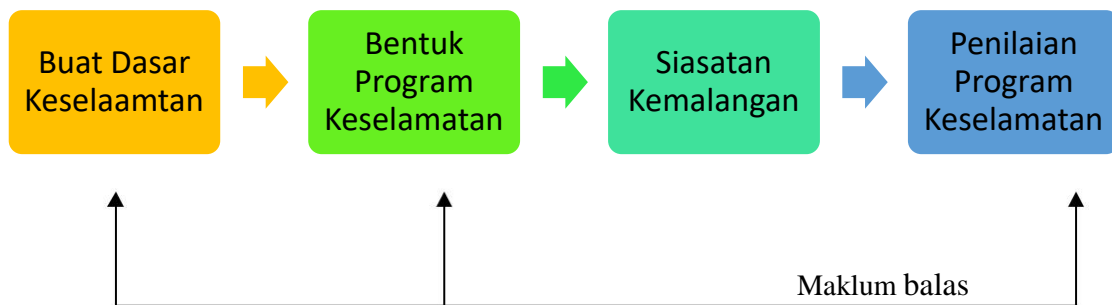 Buat Dasar
Keselaamtan
Bentuk
Program
Keselamatan
Siasatan
Kemalangan
Penilaian
Program
Keselamatan
Maklum balas